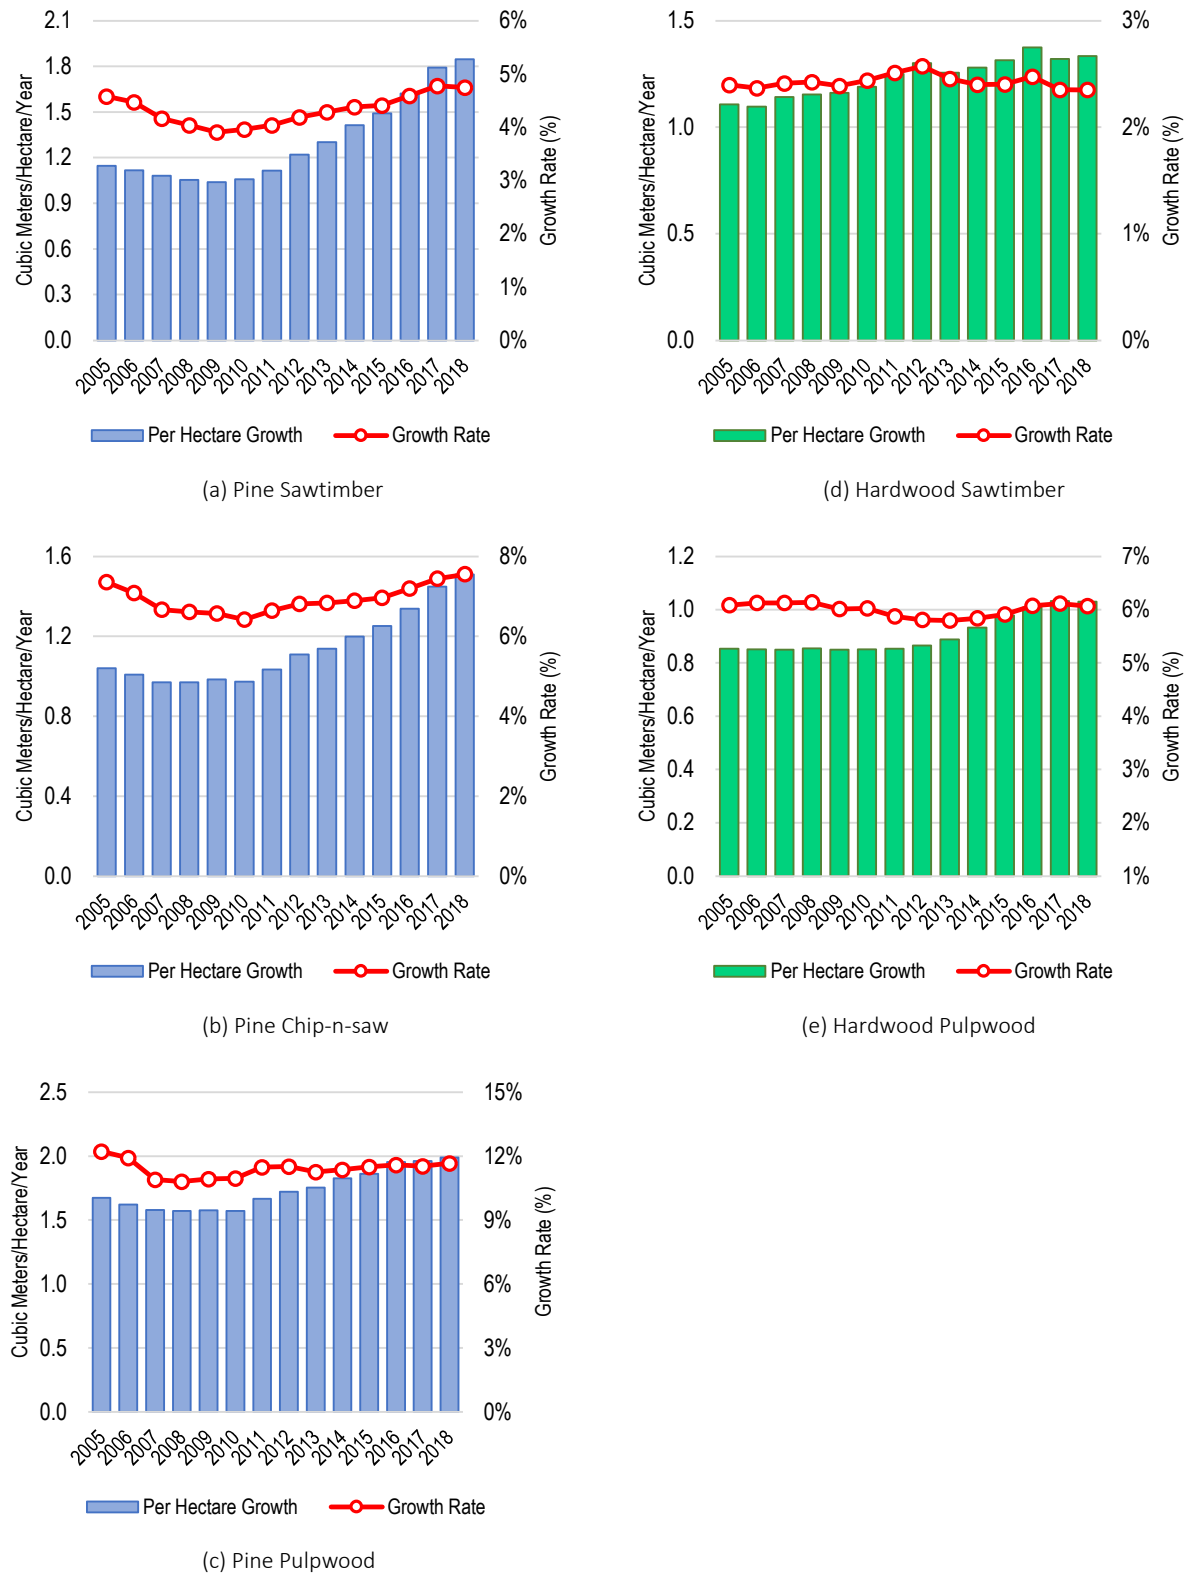 2.1
1.8
1.5
1.2
0.9
0.6
0.3
0.0
Cubic Meters/Hectare/Year
6%
5%
4%
3%
2%
1%
0%
Growth Rate (%)
2005 2006 2007 2008 2009 2010 2011 2012 2013 2014 2015 2016 2017 2018
Per Hectare Growth Growth Rate
(a) Pine Sawtimber
1.5
1.0
0.5
0.0
Cubic Meters/Hectare/Year
3%
2%
1%
0%
Growth Rate (%)
2005 2006 2007 2008 2009 2010 2011 2012 2013 2014 2015 2016 2017 2018
Per Hectare Growth Growth Rate
(d) Hardwood Sawtimber
1.6
1.2
0.8
0.4
0.0
Cubic Meters/Hectare/Year
8%
6%
4%
2%
0%
Growth Rate (%)
2005 2006 2007 2008 2009 2010 2011 2012 2013 2014 2015 2016 2017 2018
Per Hectare Growth Growth Rate
(b) Pine Chip-n-saw
1.2
1.0
0.8
0.6
0.4
0.2
0.0
Cubic Meters/Hectare/Year
7%
6%
5%
4%
3%
2%
1%
Growth Rate (%)
2005 2006 2007 2008 2009 2010 2011 2012 2013 2014 2015 2016 2017 2018
Per Hectare Growth Growth Rate
(e) Hardwood Pulpwood
2.5
2.0
1.5
1.0
0.5
0.0
Cubic Meters/Hectare/Year
15%
12%
9%
6%
3%
0%
Growth Rate (%)
2005 2006 2007 2008 2009 2010 2011 2012 2013 2014 2015 2016 2017 2018
Per Hectare Growth Growth Rate
(c) Pine Pulpwood